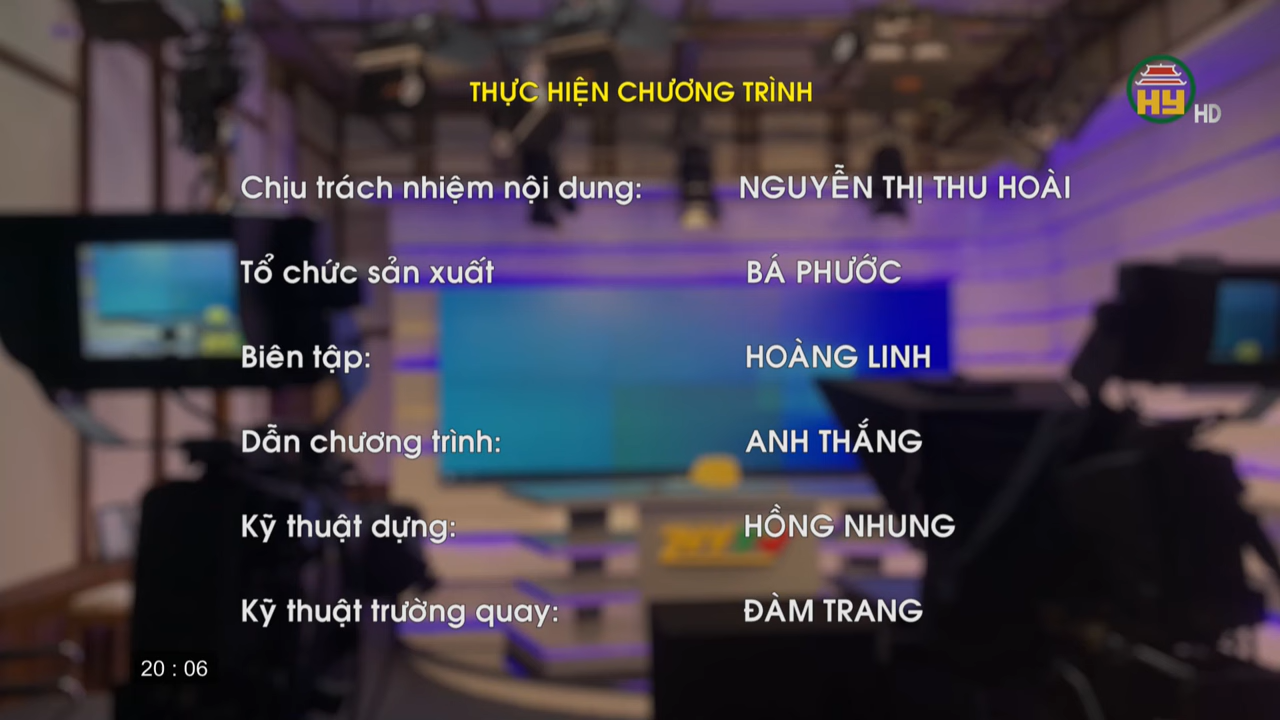 THỰC HIỆN CHƯƠNG TRÌNH
HY HD
Chịu trách nhiệm nội dung: NGUYỄN THỊ THU HOÀI
Tổ chức sản xuất BÁ PHƯỚC
Biên tập: HOÀNG LINH
Dẫn chương trình: ANH THẮNG
Kỹ thuật dựng: HỒNG NHUNG
Kỹ thuật trường quay: ĐÀM TRANG
20 : 06